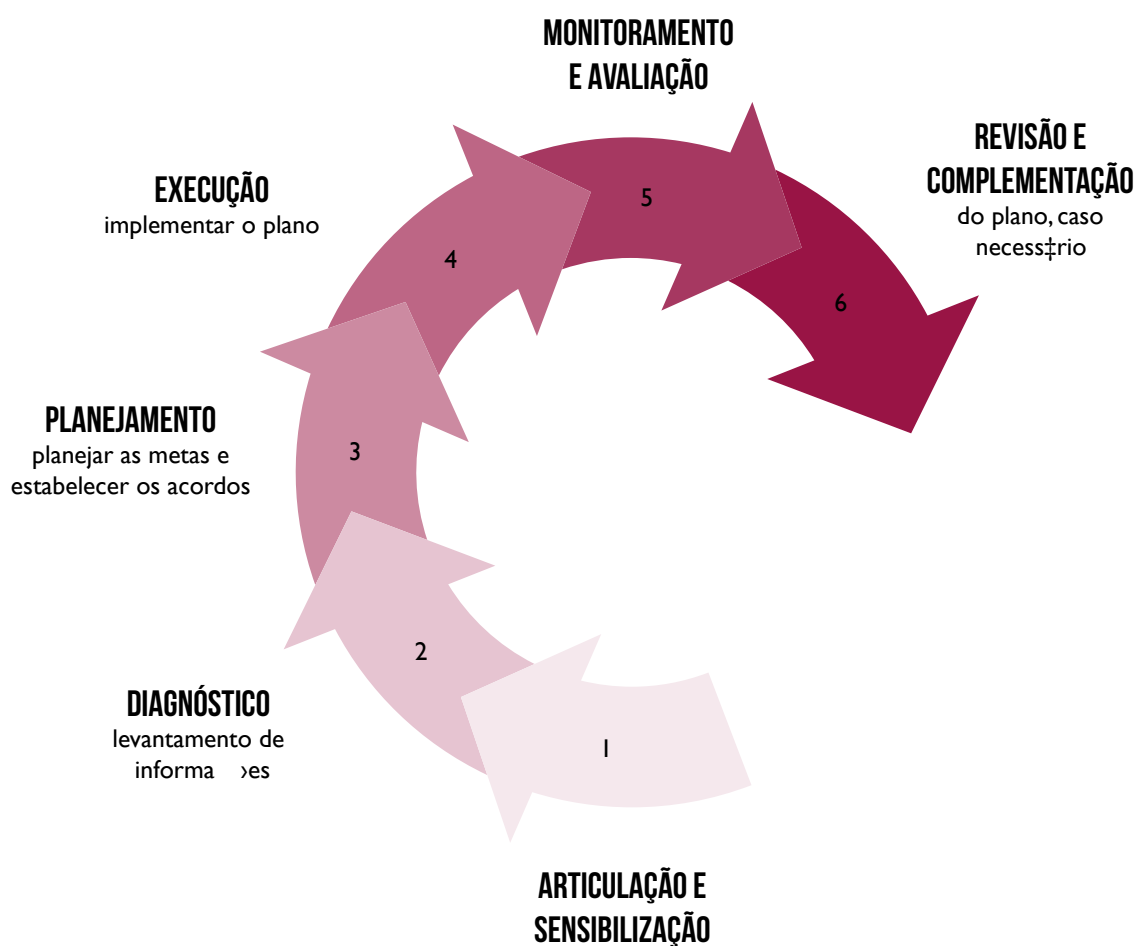 MONITORAMENTO
E AVALIAÇÃO
5
REVISÃO E
COMPLEMENTAÇÃO
do plano, caso
necess‡rio
6
EXECUÇÃO
implementar o plano
4
PLANEJAMENTO
planejar as metas e
estabelecer os acordos
3
DIAGNÓSTICO
levantamento de
informa ›es
2
1
ARTICULAÇÃO E
SENSIBILIZAÇÃO